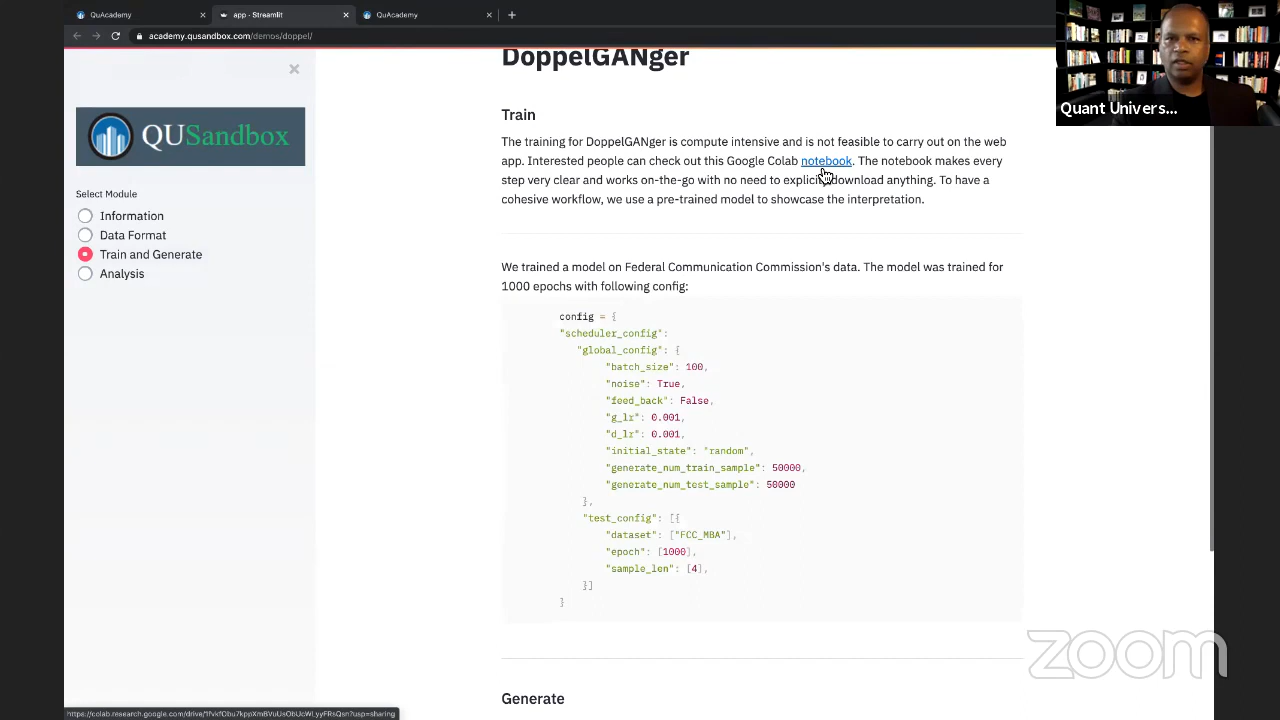 QuAcademy
app - Streamlit
QuAcademy
academy.qusandbox.com/demos/doppel/
Quant Univers...
QUSandbox
Select Module
Information
Data Format
Train and Generate
Analysis
DoppelGANger
Train
The training for DoppelGANger is compute intensive and is not feasible to carry out on the web
app. Interested people can check out this Google Colab notebook. The notebook makes every
step very clear and works on-the-go with no need to explicitly download anything. To have a
cohesive workflow, we use a pre-trained model to showcase the interpretation.
We trained a model on Federal Communication Commission's data. The model was trained for
1000 epochs with following config:
config = {
"scheduler_config":
"global_config": {
"batch_size": 100,
"noise": True,
"feed_back": False,
"g_lr": 0.001,
"d_lr": 0.001,
"initial_state": "random",
"generate_num_train_sample": 50000,
"generate_num_test_sample": 50000
},
"test_config": [{
"dataset": ["FCC_MBA"],
"epoch": [1000],
"sample_len": [4],
}]
}
Generate
zoom